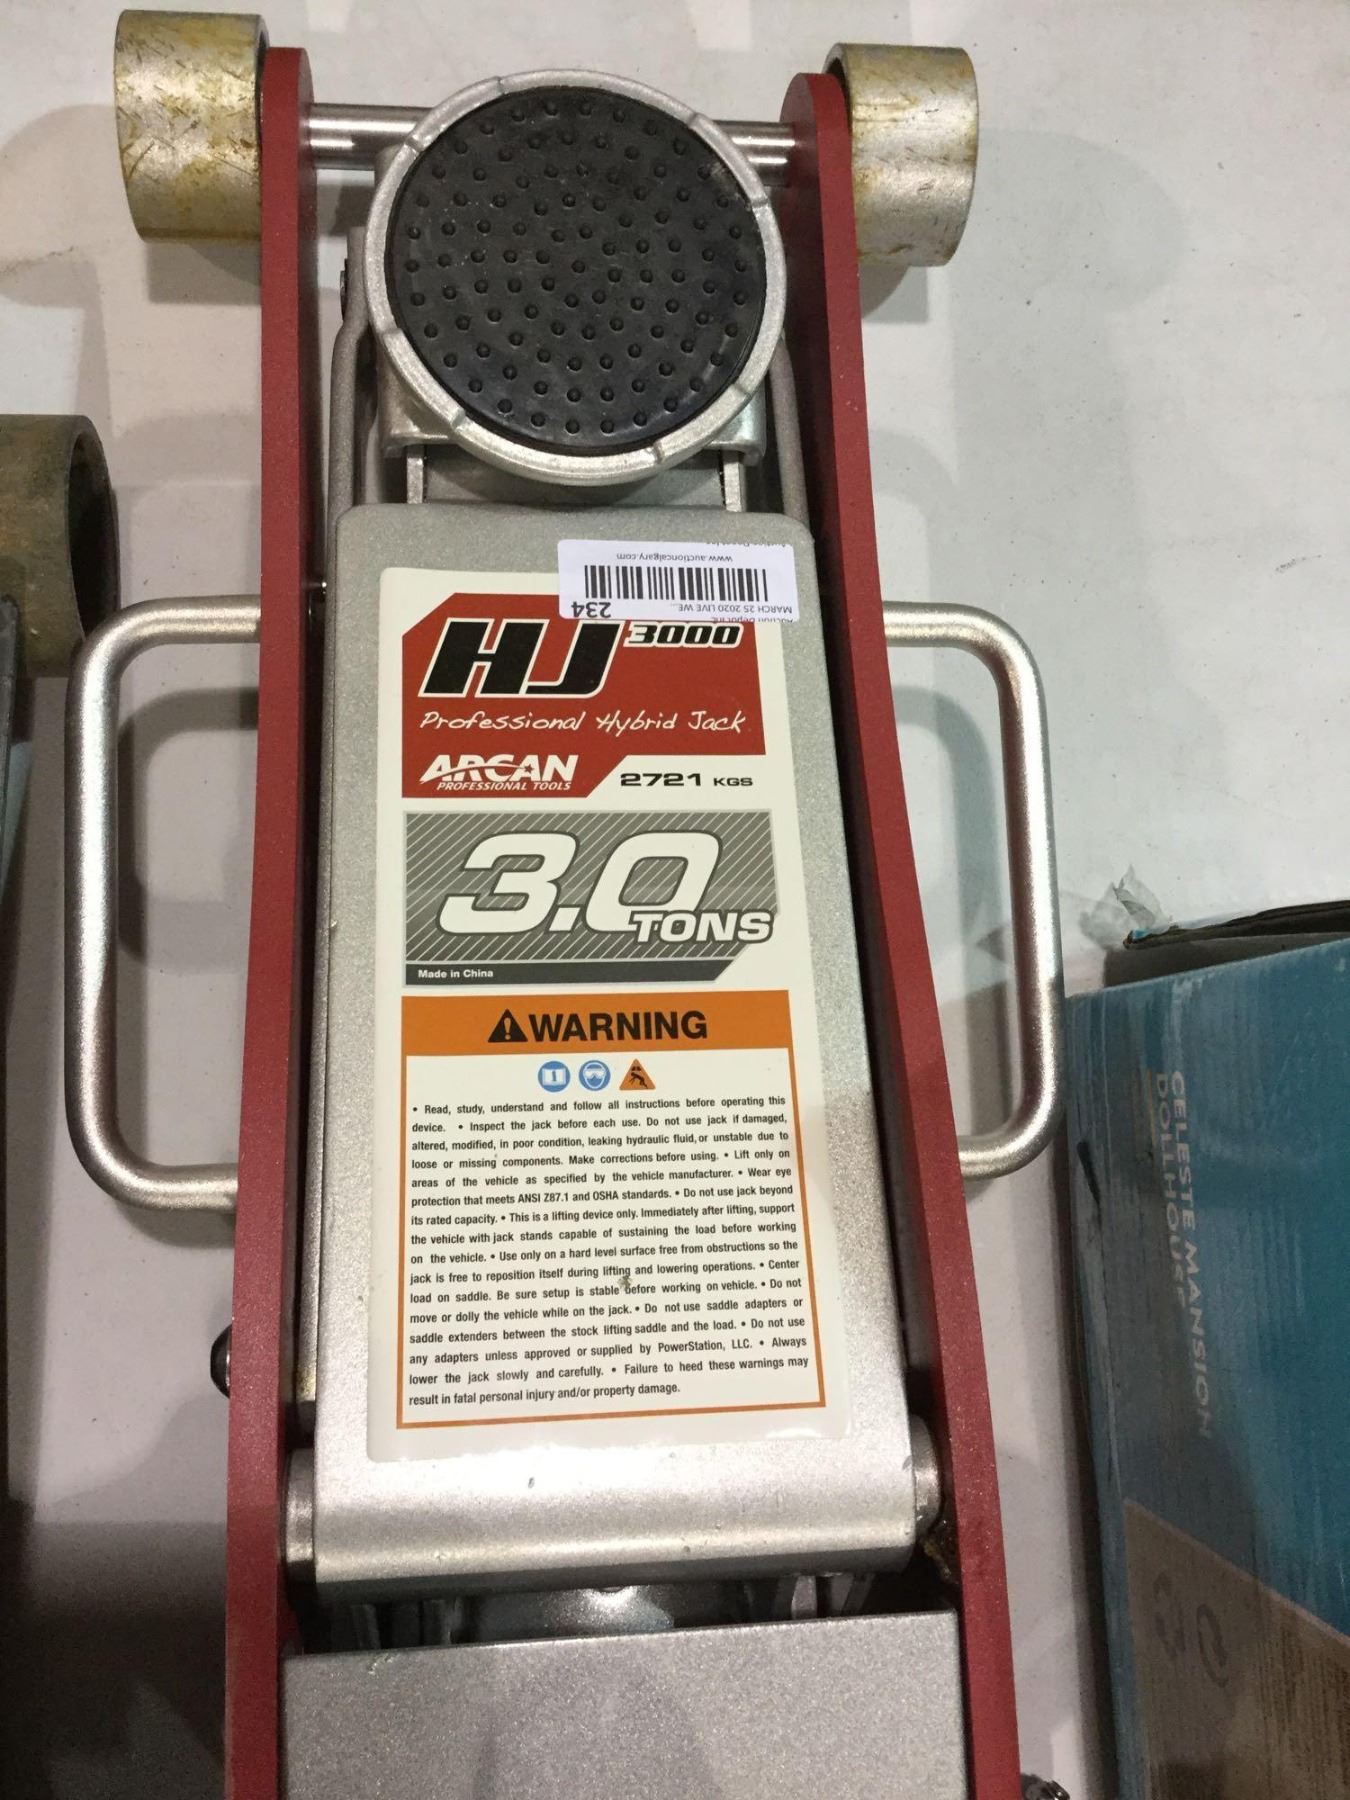 www.auctioncalgary.com
234
MARCH 25 2020 LIVE WE...
HJ 3000
Professional Hybrid Jack
ARCAN
PROFESSIONAL TOOLS
2721 KGS
3.0 TONS
Made in China
WARNING
• Read, study, understand and follow all instructions before operating this
device. • Inspect the jack before each use. Do not use jack if damaged,
altered, modified, in poor condition, leaking hydraulic fluid, or unstable due to
loose or missing components. Make corrections before using. • Lift only on
areas of the vehicle as specified by the vehicle manufacturer. • Wear eye
protection that meets ANSI Z87.1 and OSHA standards. • Do not use jack beyond
its rated capacity. • This is a lifting device only. Immediately after lifting, support
the vehicle with jack stands capable of sustaining the load before working
on the vehicle. • Use only on a hard level surface free from obstructions so the
jack is free to reposition itself during lifting and lowering operations. • Center
load on saddle. Be sure setup is stable before working on vehicle. • Do not
move or dolly the vehicle while on the jack. • Do not use saddle adapters or
saddle extenders between the stock lifting saddle and the load. • Do not use
any adapters unless approved or supplied by PowerStation, LLC. • Always
lower the jack slowly and carefully. • Failure to heed these warnings may
result in fatal personal injury and/or property damage.
CELESTE MANSION
DOLLHOUSE